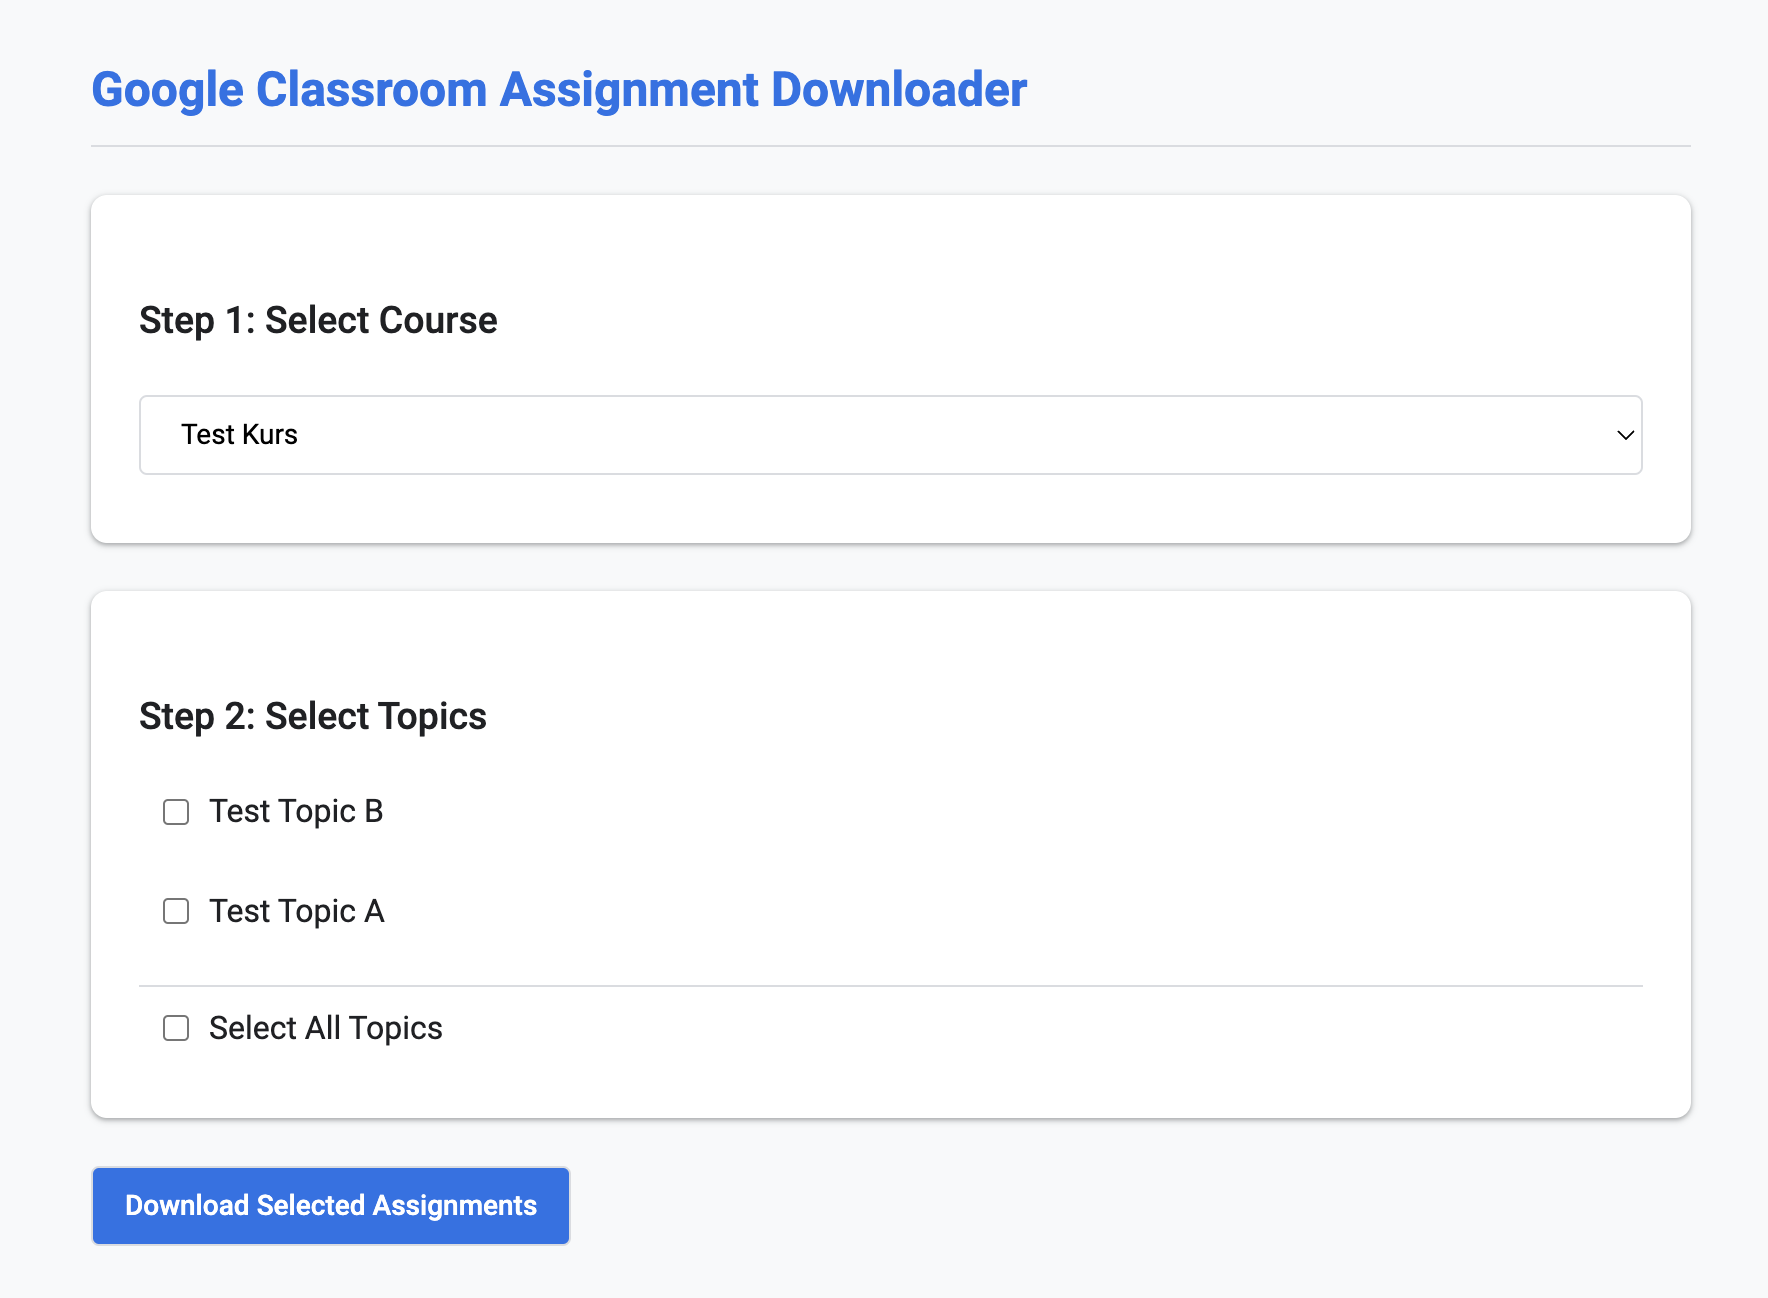 Google Classroom Assignment Downloader
Step 1: Select Course
Test Kurs
Step 2: Select Topics
Test Topic B
Test Topic A
Select All Topics
Download Selected Assignments